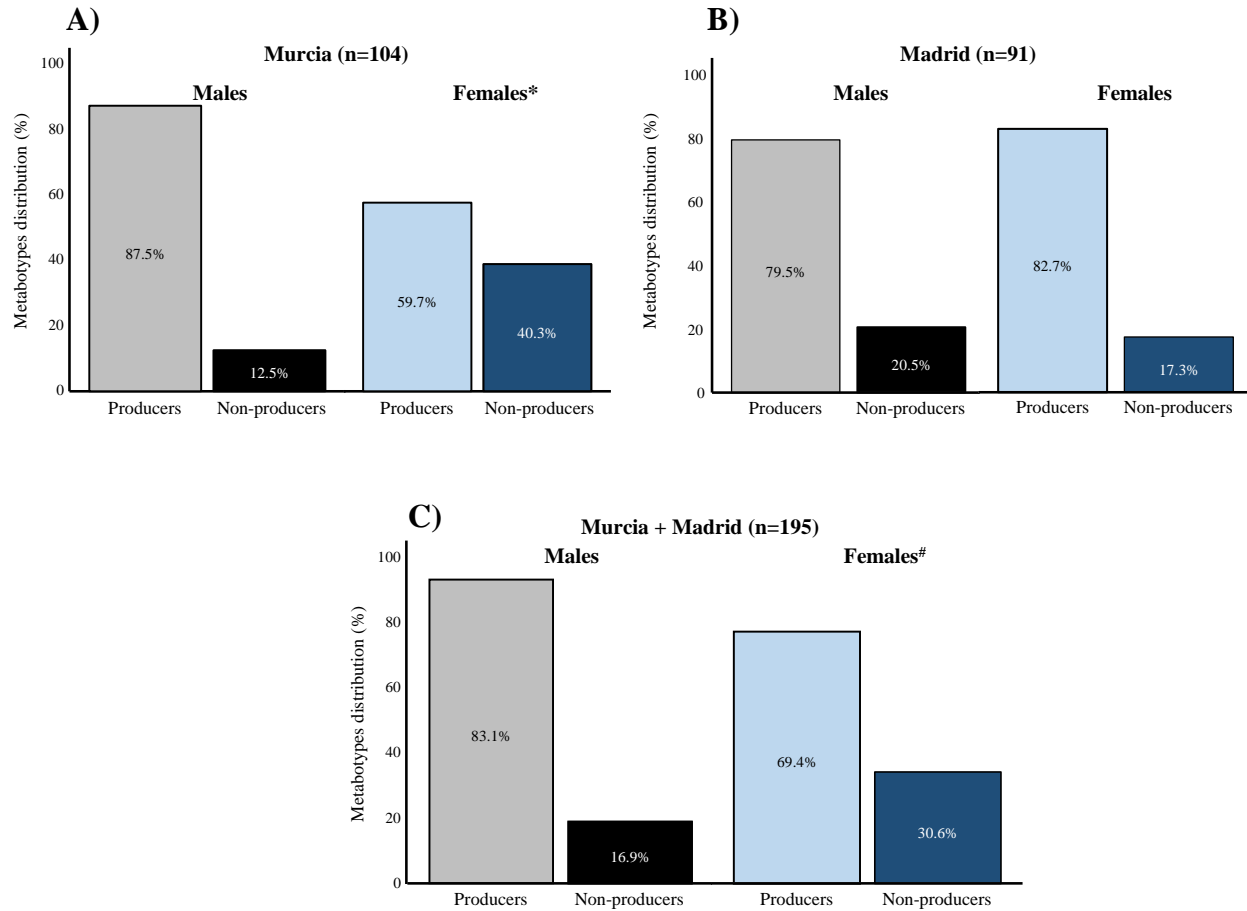 A)
Murcia (n=104)
Males
Females*
Metabotypes distribution (%)
100
80
60
40
20
0
87.5%
12.5%
59.7%
40.3%
Producers
Non-producers
Producers
Non-producers
B)
Madrid (n=91)
Males
Females
Metabotypes distribution (%)
100
80
60
40
20
0
79.5%
20.5%
82.7%
17.3%
Producers
Non-producers
Producers
Non-producers
C)
Murcia + Madrid (n=195)
Males
Females#
Metabotypes distribution (%)
100
80
60
40
20
0
83.1%
16.9%
69.4%
30.6%
Producers
Non-producers
Producers
Non-producers